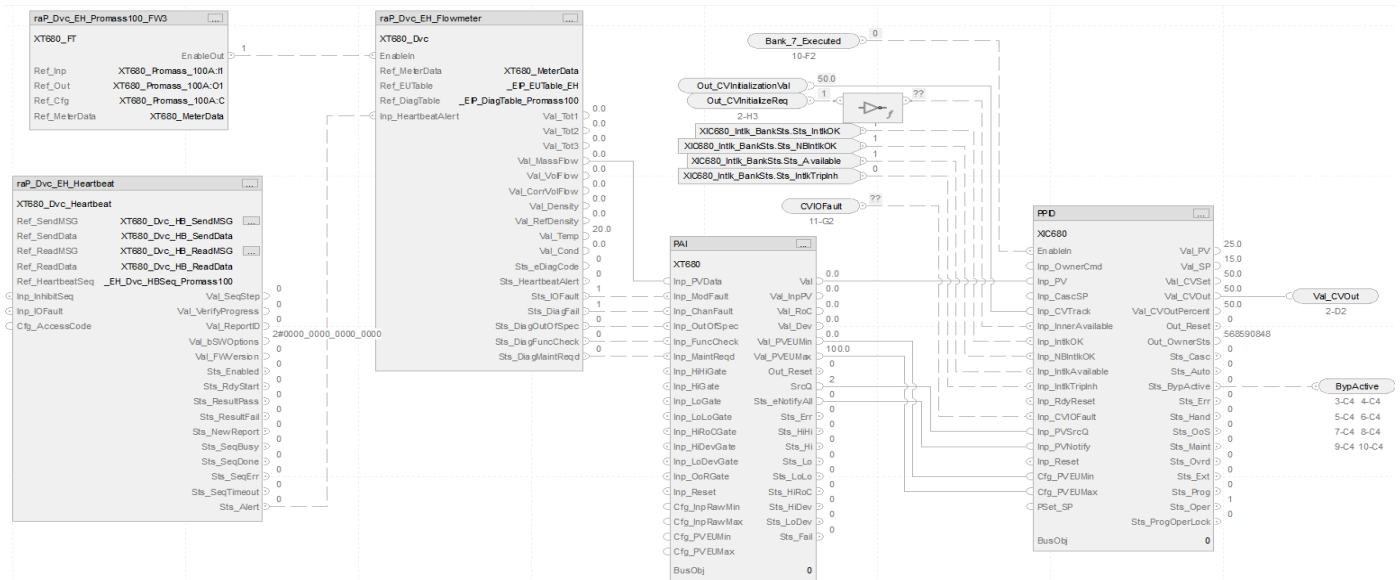 raP_Dvc_EH_Promass100_FW3 ...
XT680_FT
EnableOut 1
Ref_Inp XT680_Promass_100A:I1
Ref_Out XT680_Promass_100A:O1
Ref_Cfg XT680_Promass_100A:C
Ref_MeterData XT680_MeterData
raP_Dvc_EH_Heartbeat ...
XT680_Dvc_Heartbeat
Ref_SendMSG XT680_Dvc_HB_SendMSG ...
Ref_SendData XT680_Dvc_HB_SendData
Ref_ReadMSG XT680_Dvc_HB_ReadMSG ...
Ref_ReadData XT680_Dvc_HB_ReadData
Ref_HeartbeatSeq _EH_Dvc_HBSeq_Promass100
Inp_InhibitSeq Val_SeqStep 0
Inp_IOFault Val_VerifyProgress 0
Cfg_AccessCode Val_ReportID 0
Val_bSWOptions 2#0000_0000_0000_0000
Val_FWVersion 0
Sts_Enabled 0
Sts_RdyStart 0
Sts_ResultPass 0
Sts_ResultFail 0
Sts_NewReport 0
Sts_SeqBusy 0
Sts_SeqDone 0
Sts_SeqErr 0
Sts_SeqTimeout 0
Sts_Alert 0
raP_Dvc_EH_Flowmeter ...
XT680_Dvc
EnableIn
Ref_MeterData XT680_MeterData
Ref_EUTable _EIP_EUTable_EH
Ref_DiagTable _EIP_DiagTable_Promass100
Inp_HeartbeatAlert Val_Tot1 0.0
Val_Tot2 0.0
Val_Tot3 0.0
Val_MassFlow 0.0
Val_VolFlow 0.0
Val_CorrVolFlow 0.0
Val_Density 0.0
Val_RefDensity 0.0
Val_Temp 20.0
Val_Cond 0.0
Sts_eDiagCode 0
Sts_HeartbeatAlert 0
Sts_IOFault 1
Sts_DiagFail 1
Sts_DiagOutOfSpec 0
Sts_DiagFuncCheck 0
Sts_DiagMaintReqd 0
Bank_7_Executed 0
10-F2
Out_CVInitializationVal 50.0
Out_CVInitializeReq 1 ??
2-H3
XIC680_Intlk_BankSts.Sts_IntlkOK 1
XIC680_Intlk_BankSts.Sts_NBIntlkOK 1
XIC680_Intlk_BankSts.Sts_Available 1
XIC680_Intlk_BankSts.Sts_IntlkTripInh 0
CVIOFault ??
11-G2
PAI ...
XT680
Inp_PVData Val 0.0
Inp_ModFault Val_InpPV 0.0
Inp_ChanFault Val_RoC 0.0
Inp_OutOfSpec Val_Dev 0.0
Inp_FuncCheck Val_PVEUMin 0.0
Inp_MaintReqd Val_PVEUMax 100.0
Inp_HiHiGate Out_Reset 0
Inp_HiGate SrcQ 2
Inp_LoGate Sts_eNotifyAll 0
Inp_LoLoGate Sts_Err 0
Inp_HiRoCGate Sts_HiHi 0
Inp_HiDevGate Sts_Hi 0
Inp_LoDevGate Sts_Lo 0
Inp_OoRGate Sts_LoLo 0
Inp_Reset Sts_HiRoC 0
Cfg_InpRawMin Sts_HiDev 0
Cfg_InpRawMax Sts_LoDev 0
Cfg_PVEUMin Sts_Fail 0
Cfg_PVEUMax
BusObj 0
PPID ...
XIC680
EnableIn Val_PV 25.0
Inp_OwnerCmd Val_SP 15.0
Inp_PV Val_CVSet 50.0
Inp_CascSP Val_CVOut 50.0
Inp_CVTrack Val_CVOutPercent 50.0
Inp_InnerAvailable Out_Reset 0
Inp_IntlkOK Out_OwnerSts 568590848
Inp_NBIntlkOK Sts_Casc 0
Inp_IntlkAvailable Sts_Auto 0
Inp_IntlkTripInh Sts_BypActive 0
Inp_RdyReset Sts_Err 0
Inp_CVIOFault Sts_Hand 0
Inp_PVSrcQ Sts_OoS 0
Inp_PVNotify Sts_Maint 0
Inp_Reset Sts_Ovrd 0
Cfg_PVEUMin Sts_Ext 0
Cfg_PVEUMax Sts_Prog 0
PSet_SP Sts_Oper 1
Sts_ProgOperLock 0
BusObj 0
Val_CVOut
2-D2
BypActive
3-C4 4-C4
5-C4 6-C4
7-C4 8-C4
9-C4 10-C4